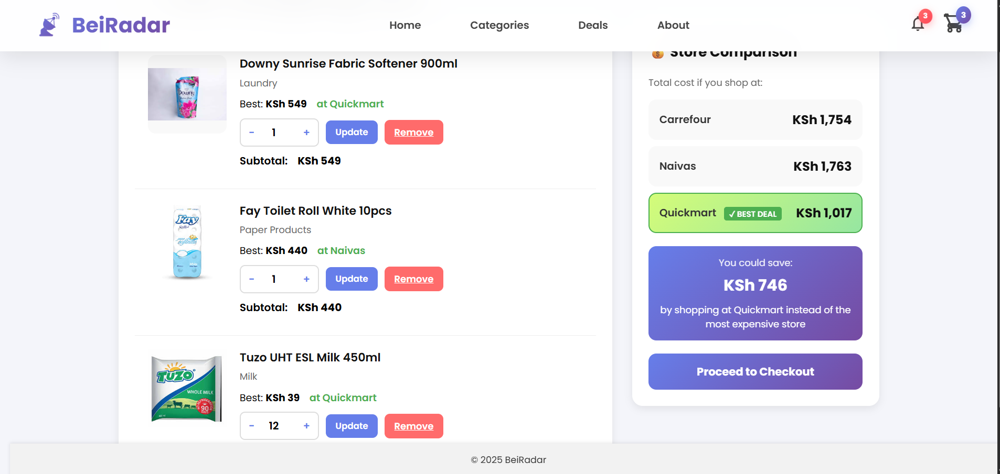 BeiRadar
Home
Categories
Deals
About
3
3
Downy Sunrise Fabric Softener 900ml
Laundry
Best: KSh 549 at Quickmart
- 1 +
Update
Remove
Subtotal: KSh 549
Downy
Fay Toilet Roll White 10pcs
Paper Products
Best: KSh 440 at Naivas
- 1 +
Update
Remove
Subtotal: KSh 440
Fay
softness
Tuzo UHT ESL Milk 450ml
Milk
Best: KSh 39 at Quickmart
- 12 +
Update
Remove
TUZO
WHOLE MILK
NO REFRIGERATION
90
DAYS
Store Comparison
Total cost if you shop at:
Carrefour KSh 1,754
Naivas KSh 1,763
Quickmart ✓ BEST DEAL KSh 1,017
You could save:
KSh 746
by shopping at Quickmart instead of the
most expensive store
Proceed to Checkout
© 2025 BeiRadar